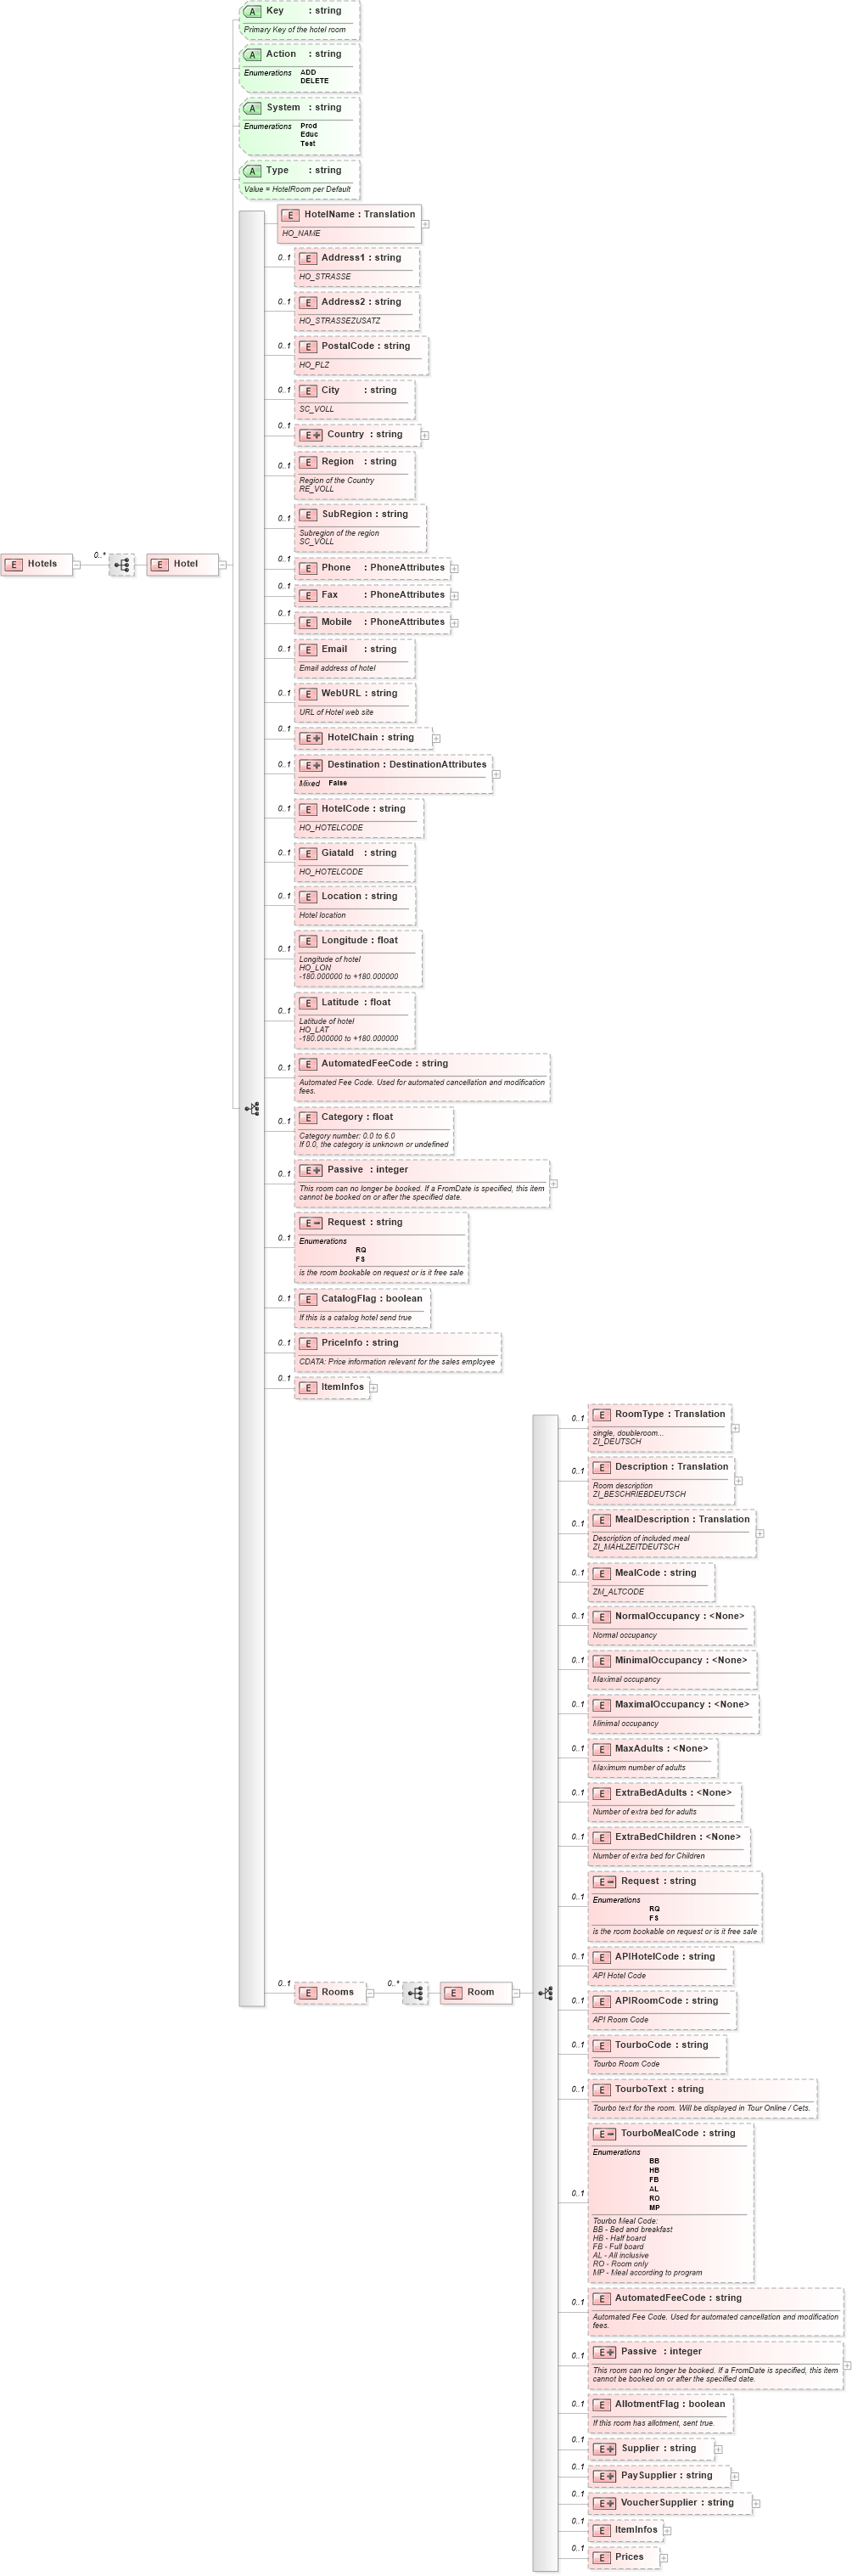 A Key : string
Primary Key of the hotel room
A Action : string
Enumerations ADD
DELETE
A System : string
Enumerations Prod
Educ
Test
A Type : string
Value = HotelRoom per Default
E HotelName : Translation
HO_NAME
0..1 E Address1 : string
HO_STRASSE
0..1 E Address2 : string
HO_STRASSEZUSATZ
0..1 E PostalCode : string
HO_PLZ
0..1 E City : string
SC_VOLL
0..1 E Country : string
0..1 E Region : string
Region of the Country
RE_VOLL
0..1 E SubRegion : string
Subregion of the region
SC_VOLL
E Hotels 0..* E Hotel
0..1 E Phone : PhoneAttributes
0..1 E Fax : PhoneAttributes
0..1 E Mobile : PhoneAttributes
0..1 E Email : string
Email address of hotel
0..1 E WebURL : string
URL of Hotel web site
0..1 E HotelChain : string
0..1 E Destination : DestinationAttributes
Mixed False
0..1 E HotelCode : string
HO_HOTELCODE
0..1 E GiataId : string
HO_HOTELCODE
0..1 E Location : string
Hotel location
0..1 E Longitude : float
Longitude of hotel
HO_LON
-180.000000 to +180.000000
0..1 E Latitude : float
Latitude of hotel
HO_LAT
-180.000000 to +180.000000
0..1 E AutomatedFeeCode : string
Automated Fee Code. Used for automated cancellation and modification
fees.
0..1 E Category : float
Category number: 0.0 to 6.0
If 0.0, the category is unknown or undefined
0..1 E Passive : integer
This room can no longer be booked. If a FromDate is specified, this item
cannot be booked on or after the specified date.
0..1 E Request : string
Enumerations
RQ
FS
is the room bookable on request or is it free sale
0..1 E CatalogFlag : boolean
If this is a catalog hotel send true
0..1 E PriceInfo : string
CDATA: Price information relevant for the sales employee
0..1 E ItemInfos
0..1 E RoomType : Translation
single, doubleroom...
ZI_DEUTSCH
0..1 E Description : Translation
Room description
ZI_BESCHRIEBDEUTSCH
0..1 E MealDescription : Translation
Description of included meal
ZI_MAHLZEITDEUTSCH
0..1 E MealCode : string
ZM_ALTCODE
0..1 E NormalOccupancy : <None>
Normal occupancy
0..1 E MinimalOccupancy : <None>
Maximal occupancy
0..1 E MaximalOccupancy : <None>
Minimal occupancy
0..1 E MaxAdults : <None>
Maximum number of adults
0..1 E ExtraBedAdults : <None>
Number of extra bed for adults
0..1 E ExtraBedChildren : <None>
Number of extra bed for Children
0..1 E Request : string
Enumerations
RQ
FS
is the room bookable on request or is it free sale
0..1 E APIHotelCode : string
API Hotel Code
0..1 E Rooms 0..* E Room
0..1 E APIRoomCode : string
API Room Code
0..1 E TourboCode : string
Tourbo Room Code
0..1 E TourboText : string
Tourbo text for the room. Will be displayed in Tour Online / Cets.
0..1 E TourboMealCode : string
Enumerations
BB
HB
FB
AL
RO
MP
Tourbo Meal Code:
BB - Bed and breakfast
HB - Half board
FB - Full board
AL - All inclusive
RO - Room only
MP - Meal according to program
0..1 E AutomatedFeeCode : string
Automated Fee Code. Used for automated cancellation and modification
fees.
0..1 E Passive : integer
This room can no longer be booked. If a FromDate is specified, this item
cannot be booked on or after the specified date.
0..1 E AllotmentFlag : boolean
If this room has allotment, sent true.
0..1 E Supplier : string
0..1 E PaySupplier : string
0..1 E VoucherSupplier : string
0..1 E ItemInfos
0..1 E Prices